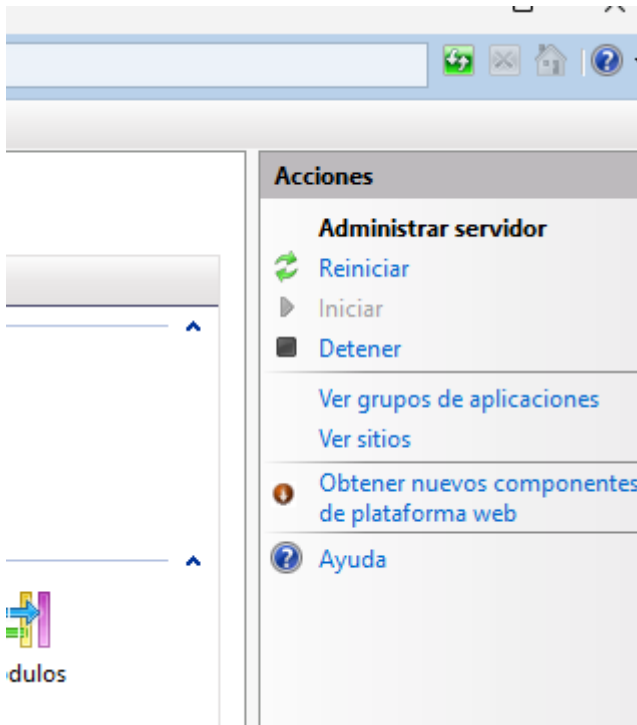 Acciones
Administrar servidor
Reiniciar
Iniciar
Detener
Ver grupos de aplicaciones
Ver sitios
Obtener nuevos componentes
de plataforma web
Ayuda